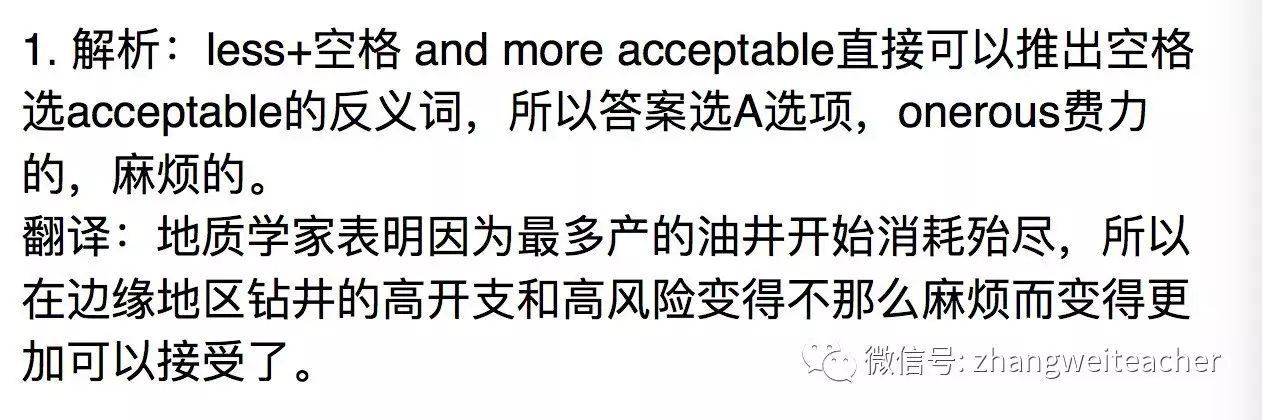 1. 解析：less+空格 and more acceptable直接可以推出空格
选acceptable的反义词，所以答案选A选项，onerous费力
的，麻烦的。
翻译：地质学家表明因为最多产的油井开始消耗殆尽，所以
在边缘地区钻井的高开支和高风险变得不那么麻烦而变得更
加可以接受了。
微信号: zhangweiteacher